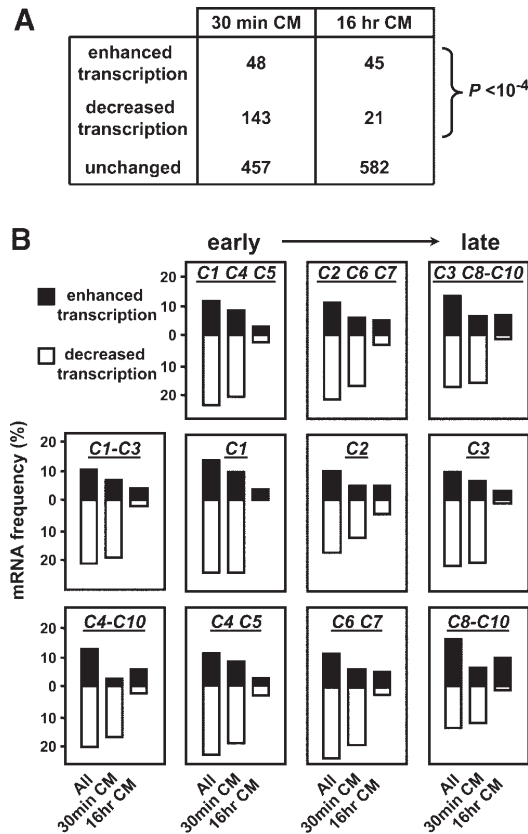 A
30 min CM 16 hr CM
enhanced transcription 48 45
decreased transcription 143 21
P <10-4
unchanged 457 582
B
early late
enhanced transcription
decreased transcription
mRNA frequency (%)
C1 C4 C5
C2 C6 C7
C3 C8-C10
20
10
0
10
20
C1-C3
C1
C2
C3
20
10
0
10
20
C4-C10
C4 C5
C6 C7
C8-C10
20
10
0
10
20
All 30min CM 16hr CM
All 30min CM 16hr CM
All 30min CM 16hr CM
All 30min CM 16hr CM